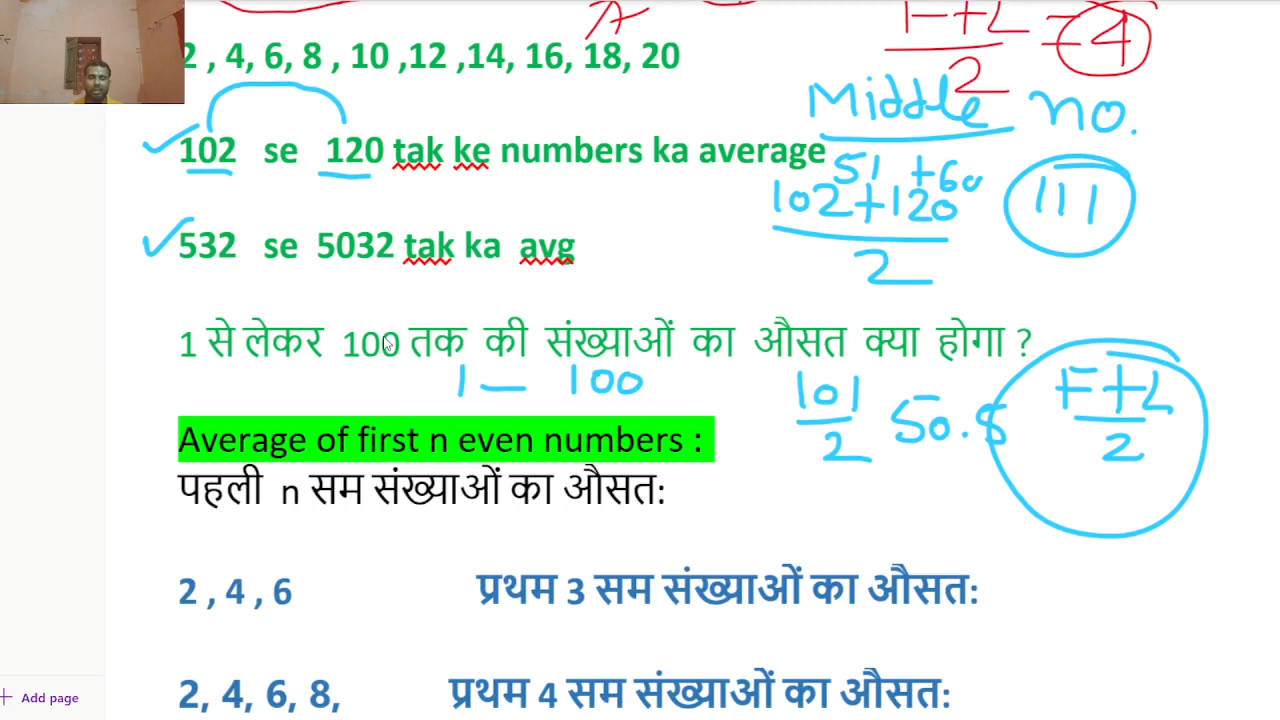 F+L
2
= 4
2 , 4, 6, 8 , 10 ,12 ,14, 16, 18, 20
Middle no.
102 se 120 tak ke numbers ka average
51 +60
102+120
2
111
532 se 5032 tak ka avg
1 से लेकर 100 तक की संख्याओं का औसत क्या होगा ?
1 — 100
101
2
50.5
F+L
2
Average of first n even numbers :
पहली n सम संख्याओं का औसत:
2 , 4 , 6 प्रथम 3 सम संख्याओं का औसत:
2, 4, 6, 8, प्रथम 4 सम संख्याओं का औसत:
+ Add page